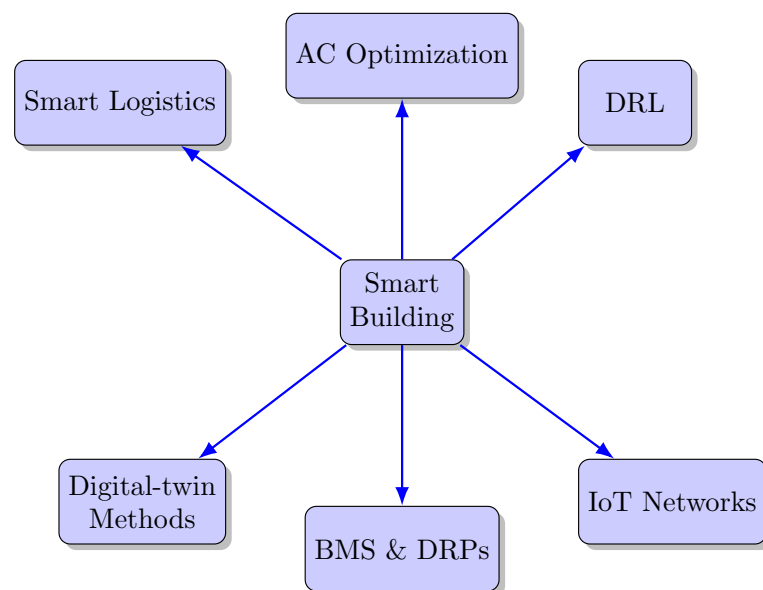 AC Optimization
Smart Logistics
DRL
Smart
Building
Digital-twin
Methods
IoT Networks
BMS & DRPs